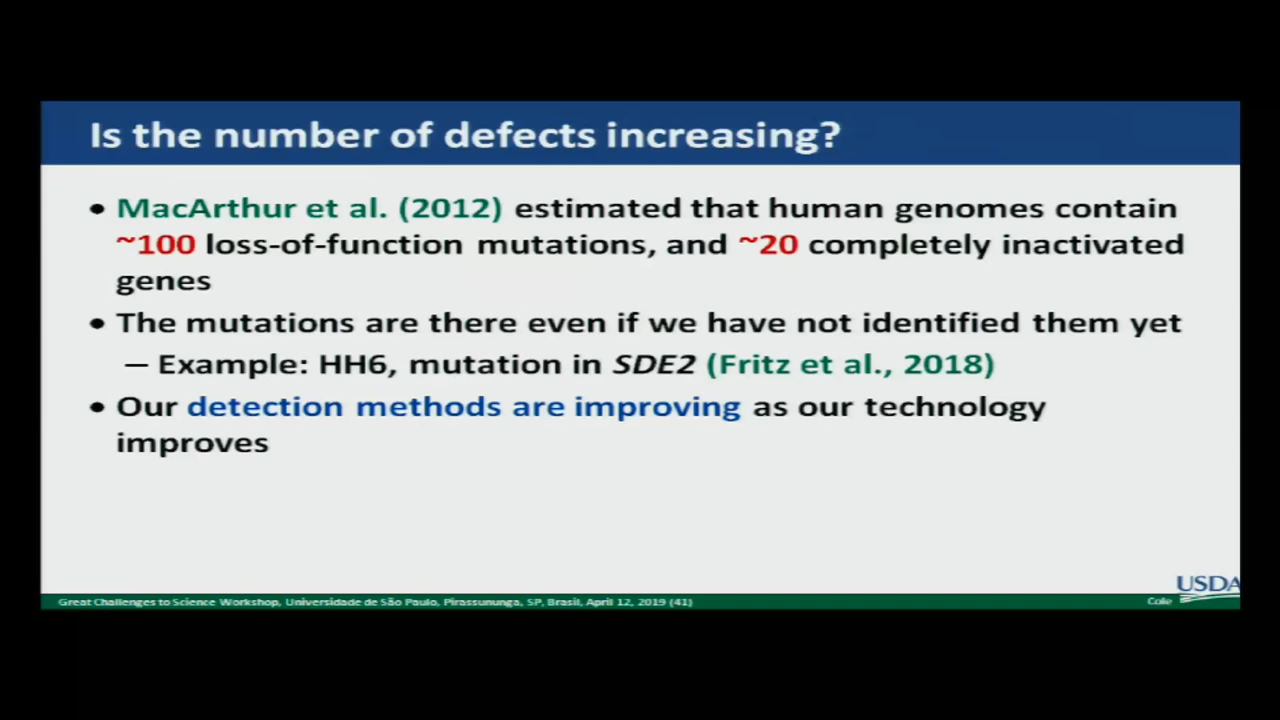 Is the number of defects increasing?
• MacArthur et al. (2012) estimated that human genomes contain
~100 loss-of-function mutations, and ~20 completely inactivated
genes
• The mutations are there even if we have not identified them yet
– Example: HH6, mutation in SDE2 (Fritz et al., 2018)
• Our detection methods are improving as our technology
improves
USDA
Great Challenges to Science Workshop, Universidade de São Paulo, Pirassununga, SP, Brasil, April 12, 2019 (41)
Cole